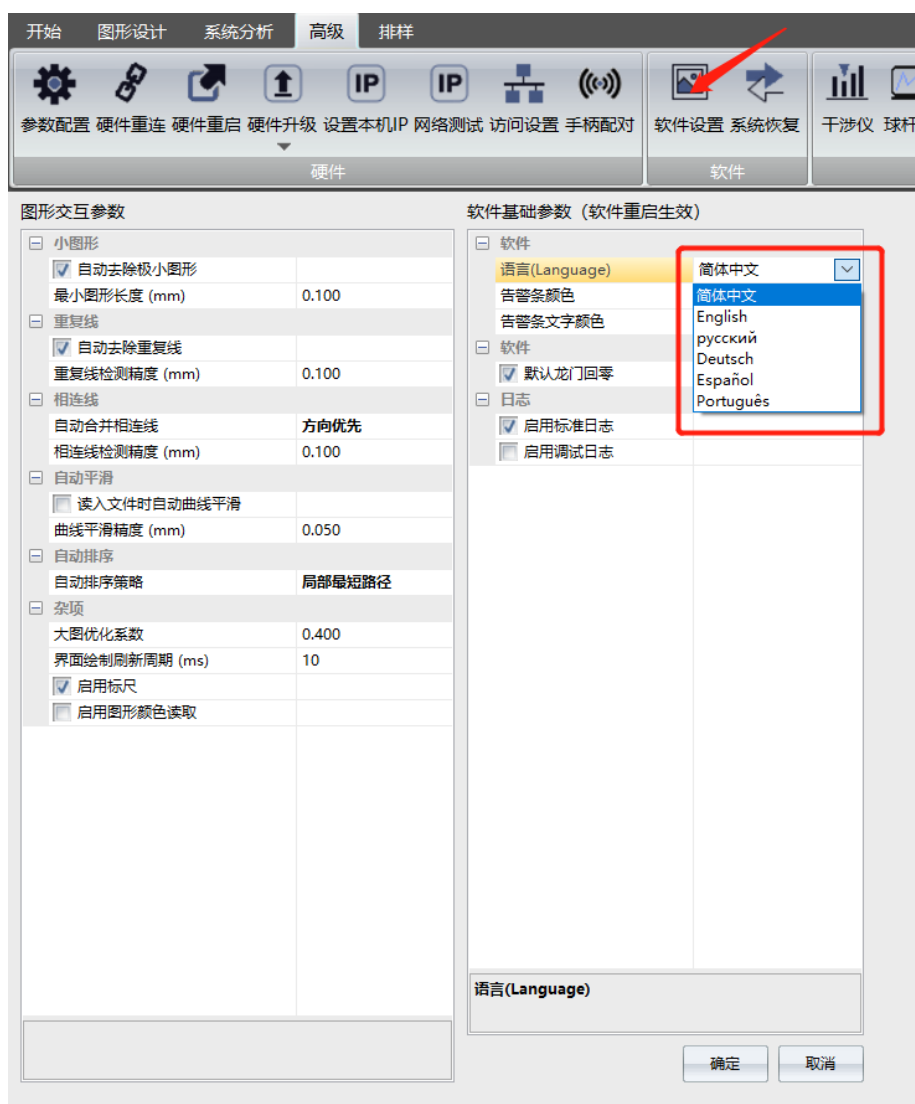 开始 图形设计 系统分析 高级 排样
IP IP
参数配置 硬件重连 硬件重启 硬件升级 设置本机IP 网络测试 访问设置 手柄配对 软件设置 系统恢复 干涉仪 球杆
硬件 软件
图形交互参数
小图形
自动去除极小图形
最小图形长度 (mm) 0.100
重复线
自动去除重复线
重复线检测精度 (mm) 0.100
相连线
自动合并相连线 方向优先
相连线检测精度 (mm) 0.100
自动平滑
读入文件时自动曲线平滑
曲线平滑精度 (mm) 0.050
自动排序
自动排序策略 局部最短路径
杂项
大图优化系数 0.400
界面绘制刷新周期 (ms) 10
启用标尺
启用图形颜色读取
软件基础参数（软件重启生效）
软件
语言(Language) 简体中文
告警条颜色
告警条文字颜色
软件
默认龙门回零
日志
启用标准日志
启用调试日志
简体中文
English
русский
Deutsch
Español
Português
语言(Language)
确定 取消